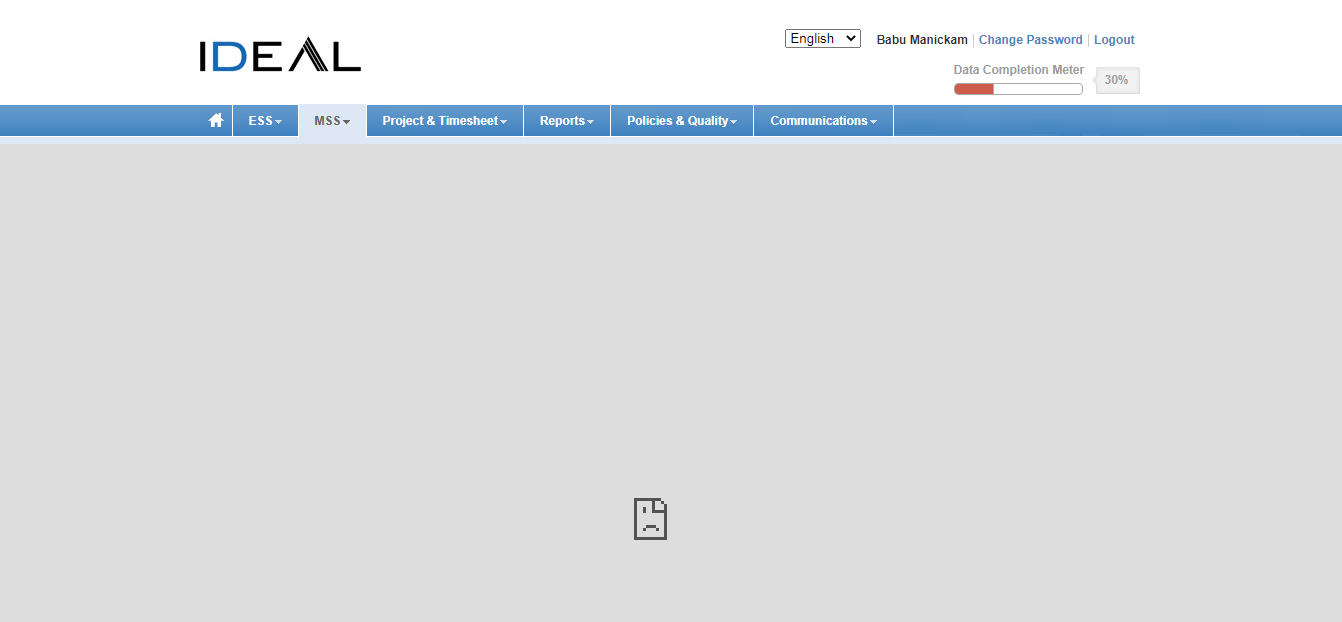 IDEAL
English
Babu Manickam
Change Password
Logout
Data Completion Meter
30%
ESS
MSS
Project & Timesheet
Reports
Policies & Quality
Communications